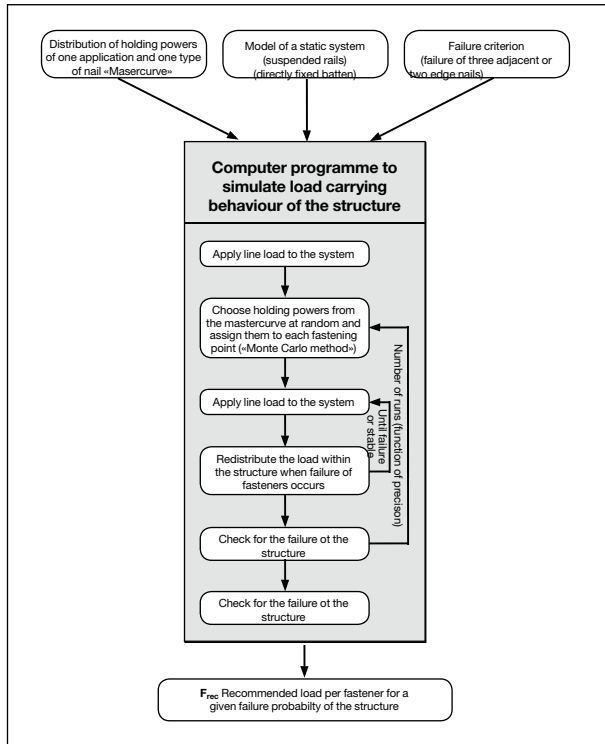 Distribution of holding powers
of one application and one type
of nail «Masercurve»
Model of a static system
(suspended rails)
(directly fixed batten)
Failure criterion
(failure of three adjacent or
two edge nails)
Computer programme to
simulate load carrying
behaviour of the structure
Apply line load to the system
Choose holding powers from
the mastercurve at random and
assign them to each fastening
point («Monte Carlo method»)
Apply line load to the system
Until failure
or stable
Number of runs (function of precison)
Redistribute the load within
the structure when failure of
fasteners occurs
Check for the failure ot the
structure
Check for the failure ot the
structure
Frec Recommended load per fastener for a
given failure probabilty of the structure